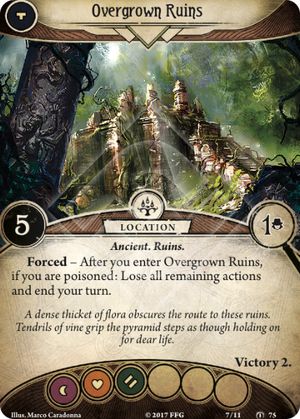 Overgrown Ruins
5
LOCATION
1
Ancient. Ruins.
Forced – After you enter Overgrown Ruins,
if you are poisoned: Lose all remaining actions
and end your turn.
A dense thicket of flora obscures the route to these ruins.
Tendrils of vine grip the pyramid steps as though holding on
for dear life.
Victory 2.
Illus. Marco Caradonna © 2017 FFG 7/11 75